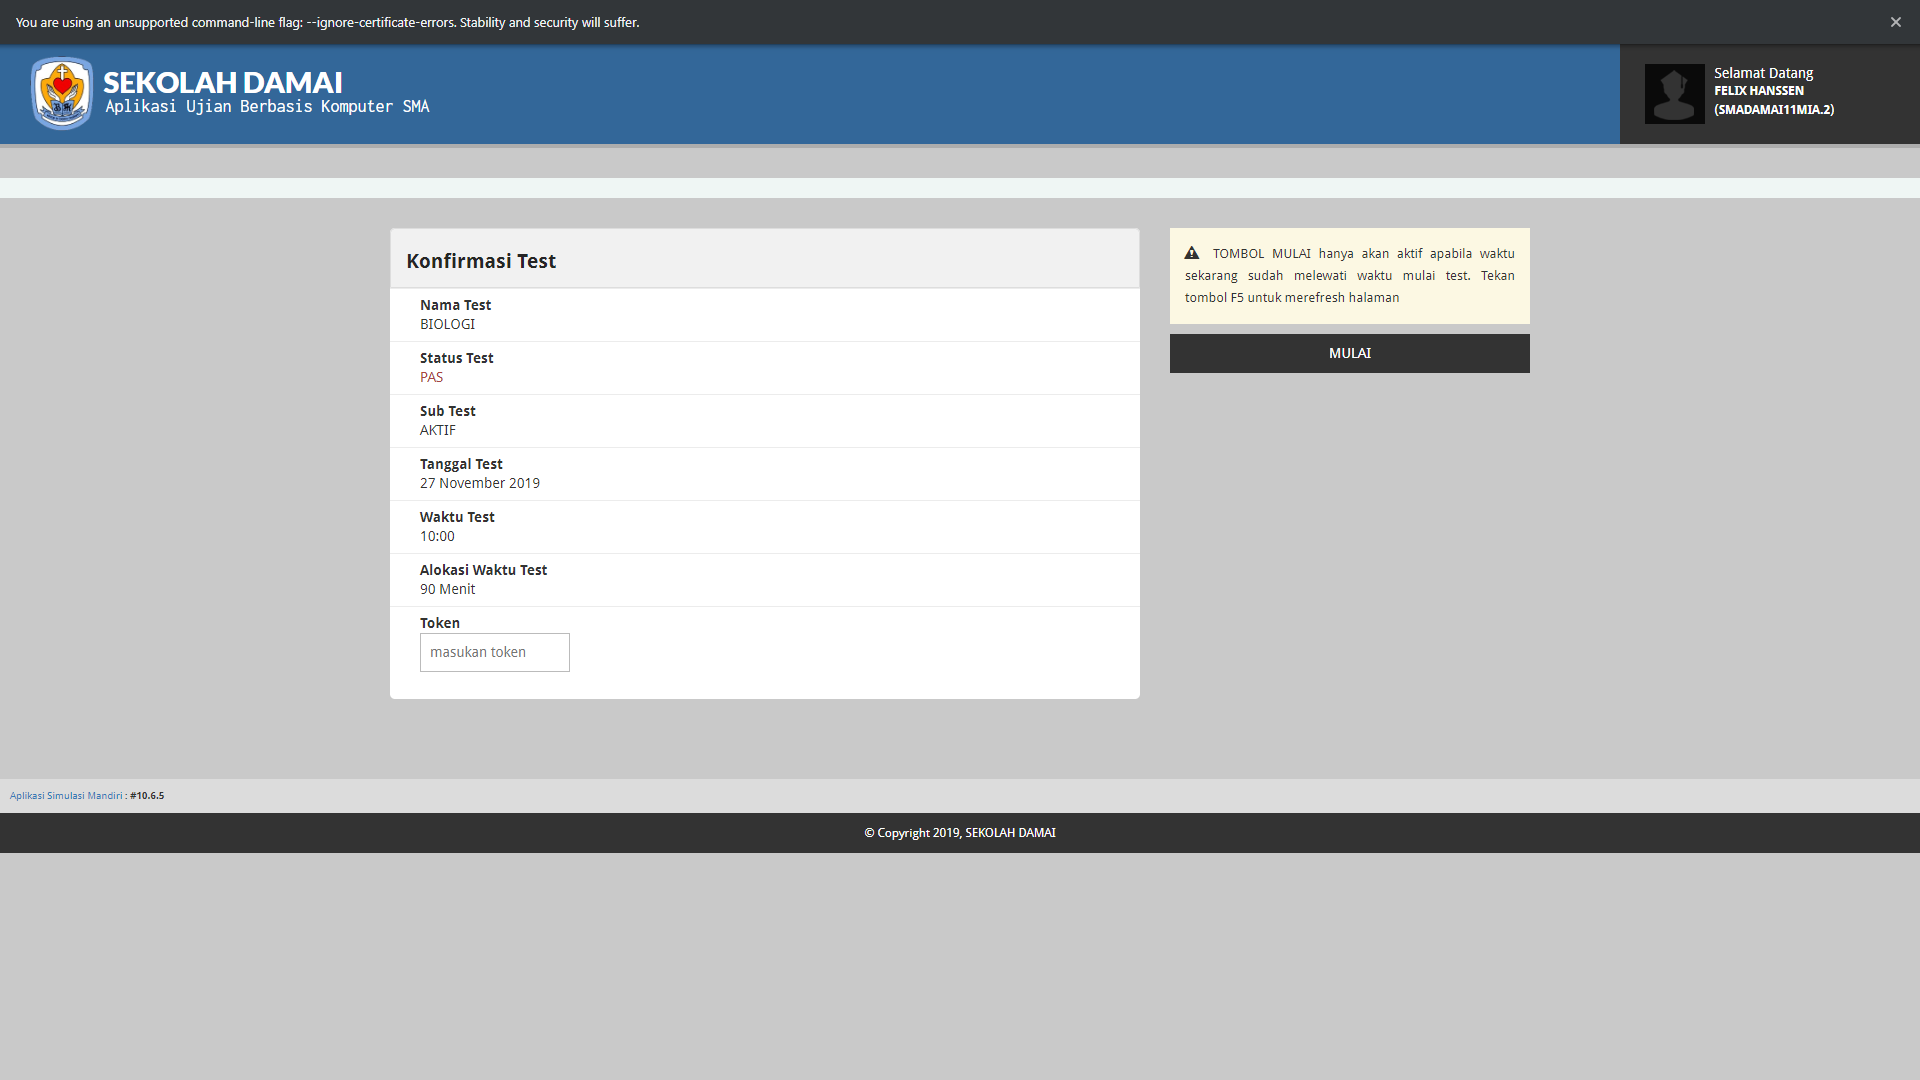 You are using an unsupported command-line flag: --ignore-certificate-errors. Stability and security will suffer.
SEKOLAH DAMAI
Aplikasi Ujian Berbasis Komputer SMA
Selamat Datang
FELIX HANSSEN
(SMADAMAI11MIA.2)
Konfirmasi Test
Nama Test
BIOLOGI
Status Test
PAS
Sub Test
AKTIF
Tanggal Test
27 November 2019
Waktu Test
10:00
Alokasi Waktu Test
90 Menit
Token
masukan token
TOMBOL MULAI hanya akan aktif apabila waktu
sekarang sudah melewati waktu mulai test. Tekan
tombol F5 untuk merefresh halaman
MULAI
Aplikasi Simulasi Mandiri : #10.6.5
© Copyright 2019, SEKOLAH DAMAI